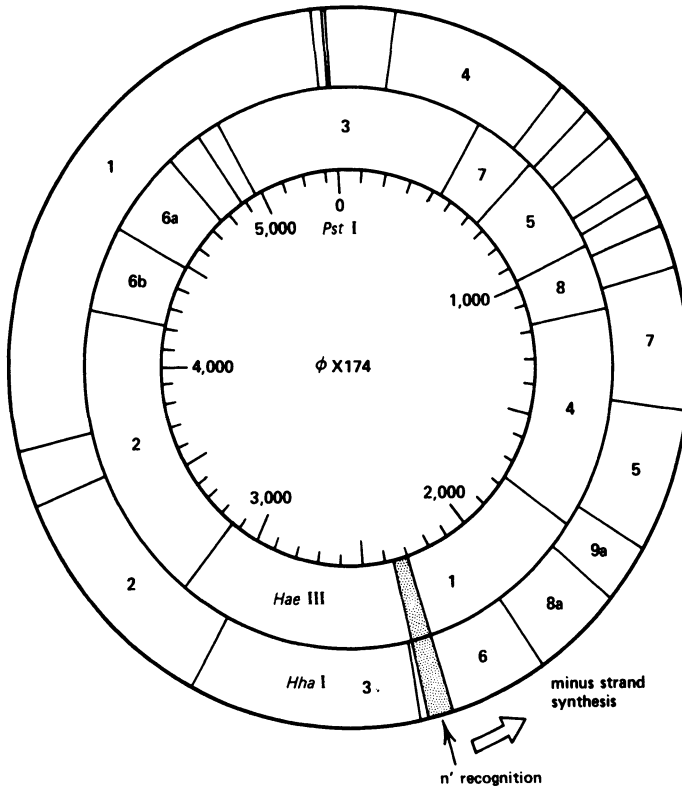 4
1
3
7
6a
0
5
5,000
Pst I
6b
8
1,000
7
4,000
φ X174
4
2
5
3,000
2,000
9a
2
Hae III
1
8a
6
Hha I 3
minus strand
synthesis
n' recognition